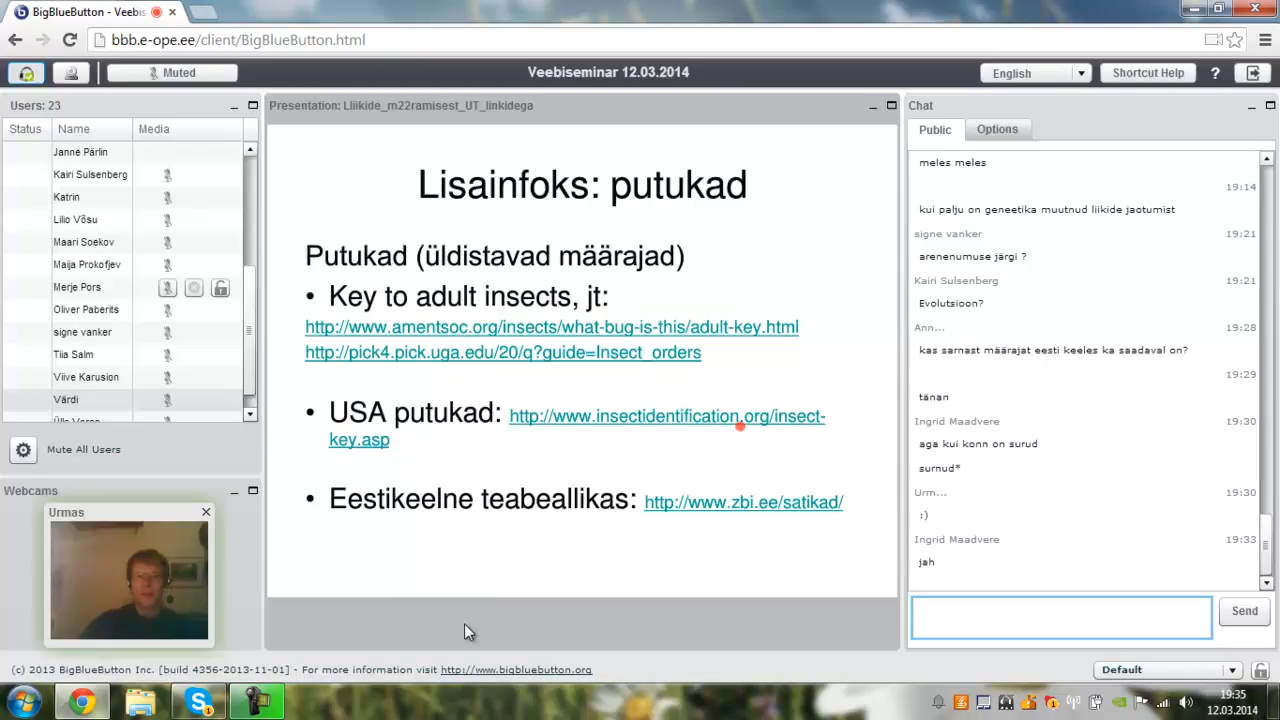 BigBlueButton - Veebis
bbb.e-ope.ee/client/BigBlueButton.html
Muted
Veebiseminar 12.03.2014
English
Shortcut Help
?
Users: 23
Status Name Media
Janne Pärlin
Kairi Sulsenberg
Katrin
Lilio Võsu
Maari Soekov
Maija Prokofjev
Merje Pors
Oliver Paberits
signe vanker
Tiia Salm
Viive Karusion
Värdi
Mute All Users
Webcams
Urmas
Presentation: Lliikide_m22ramisest_UT_linkidega
Lisainfoks: putukad
Putukad (üldistavad määrajad)
• Key to adult insects, jt:
http://www.amentsoc.org/insects/what-bug-is-this/adult-key.html
http://pick4.pick.uga.edu/20/q?guide=Insect_orders
• USA putukad: http://www.insectidentification.org/insect-
key.asp
• Eestikeelne teabeallikas: http://www.zbi.ee/satikad/
Chat
Public Options
meles meles
19:14
kui palju on geneetika muutnud liikide jaotumist
signe vanker 19:21
arenenumuse järgi ?
Kairi Sulsenberg 19:21
Evolutsioon?
Ann... 19:28
kas sarnast määrajat eesti keeles ka saadaval on?
19:29
tänan
Ingrid Maadvere 19:30
aga kui konn on surud
surnud*
Urm... 19:30
:)
Ingrid Maadvere 19:33
jah
Send
(c) 2013 BigBlueButton Inc. [build 4356-2013-11-01] - For more information visit http://www.bigbluebutton.org
Default
19:35
12.03.2014